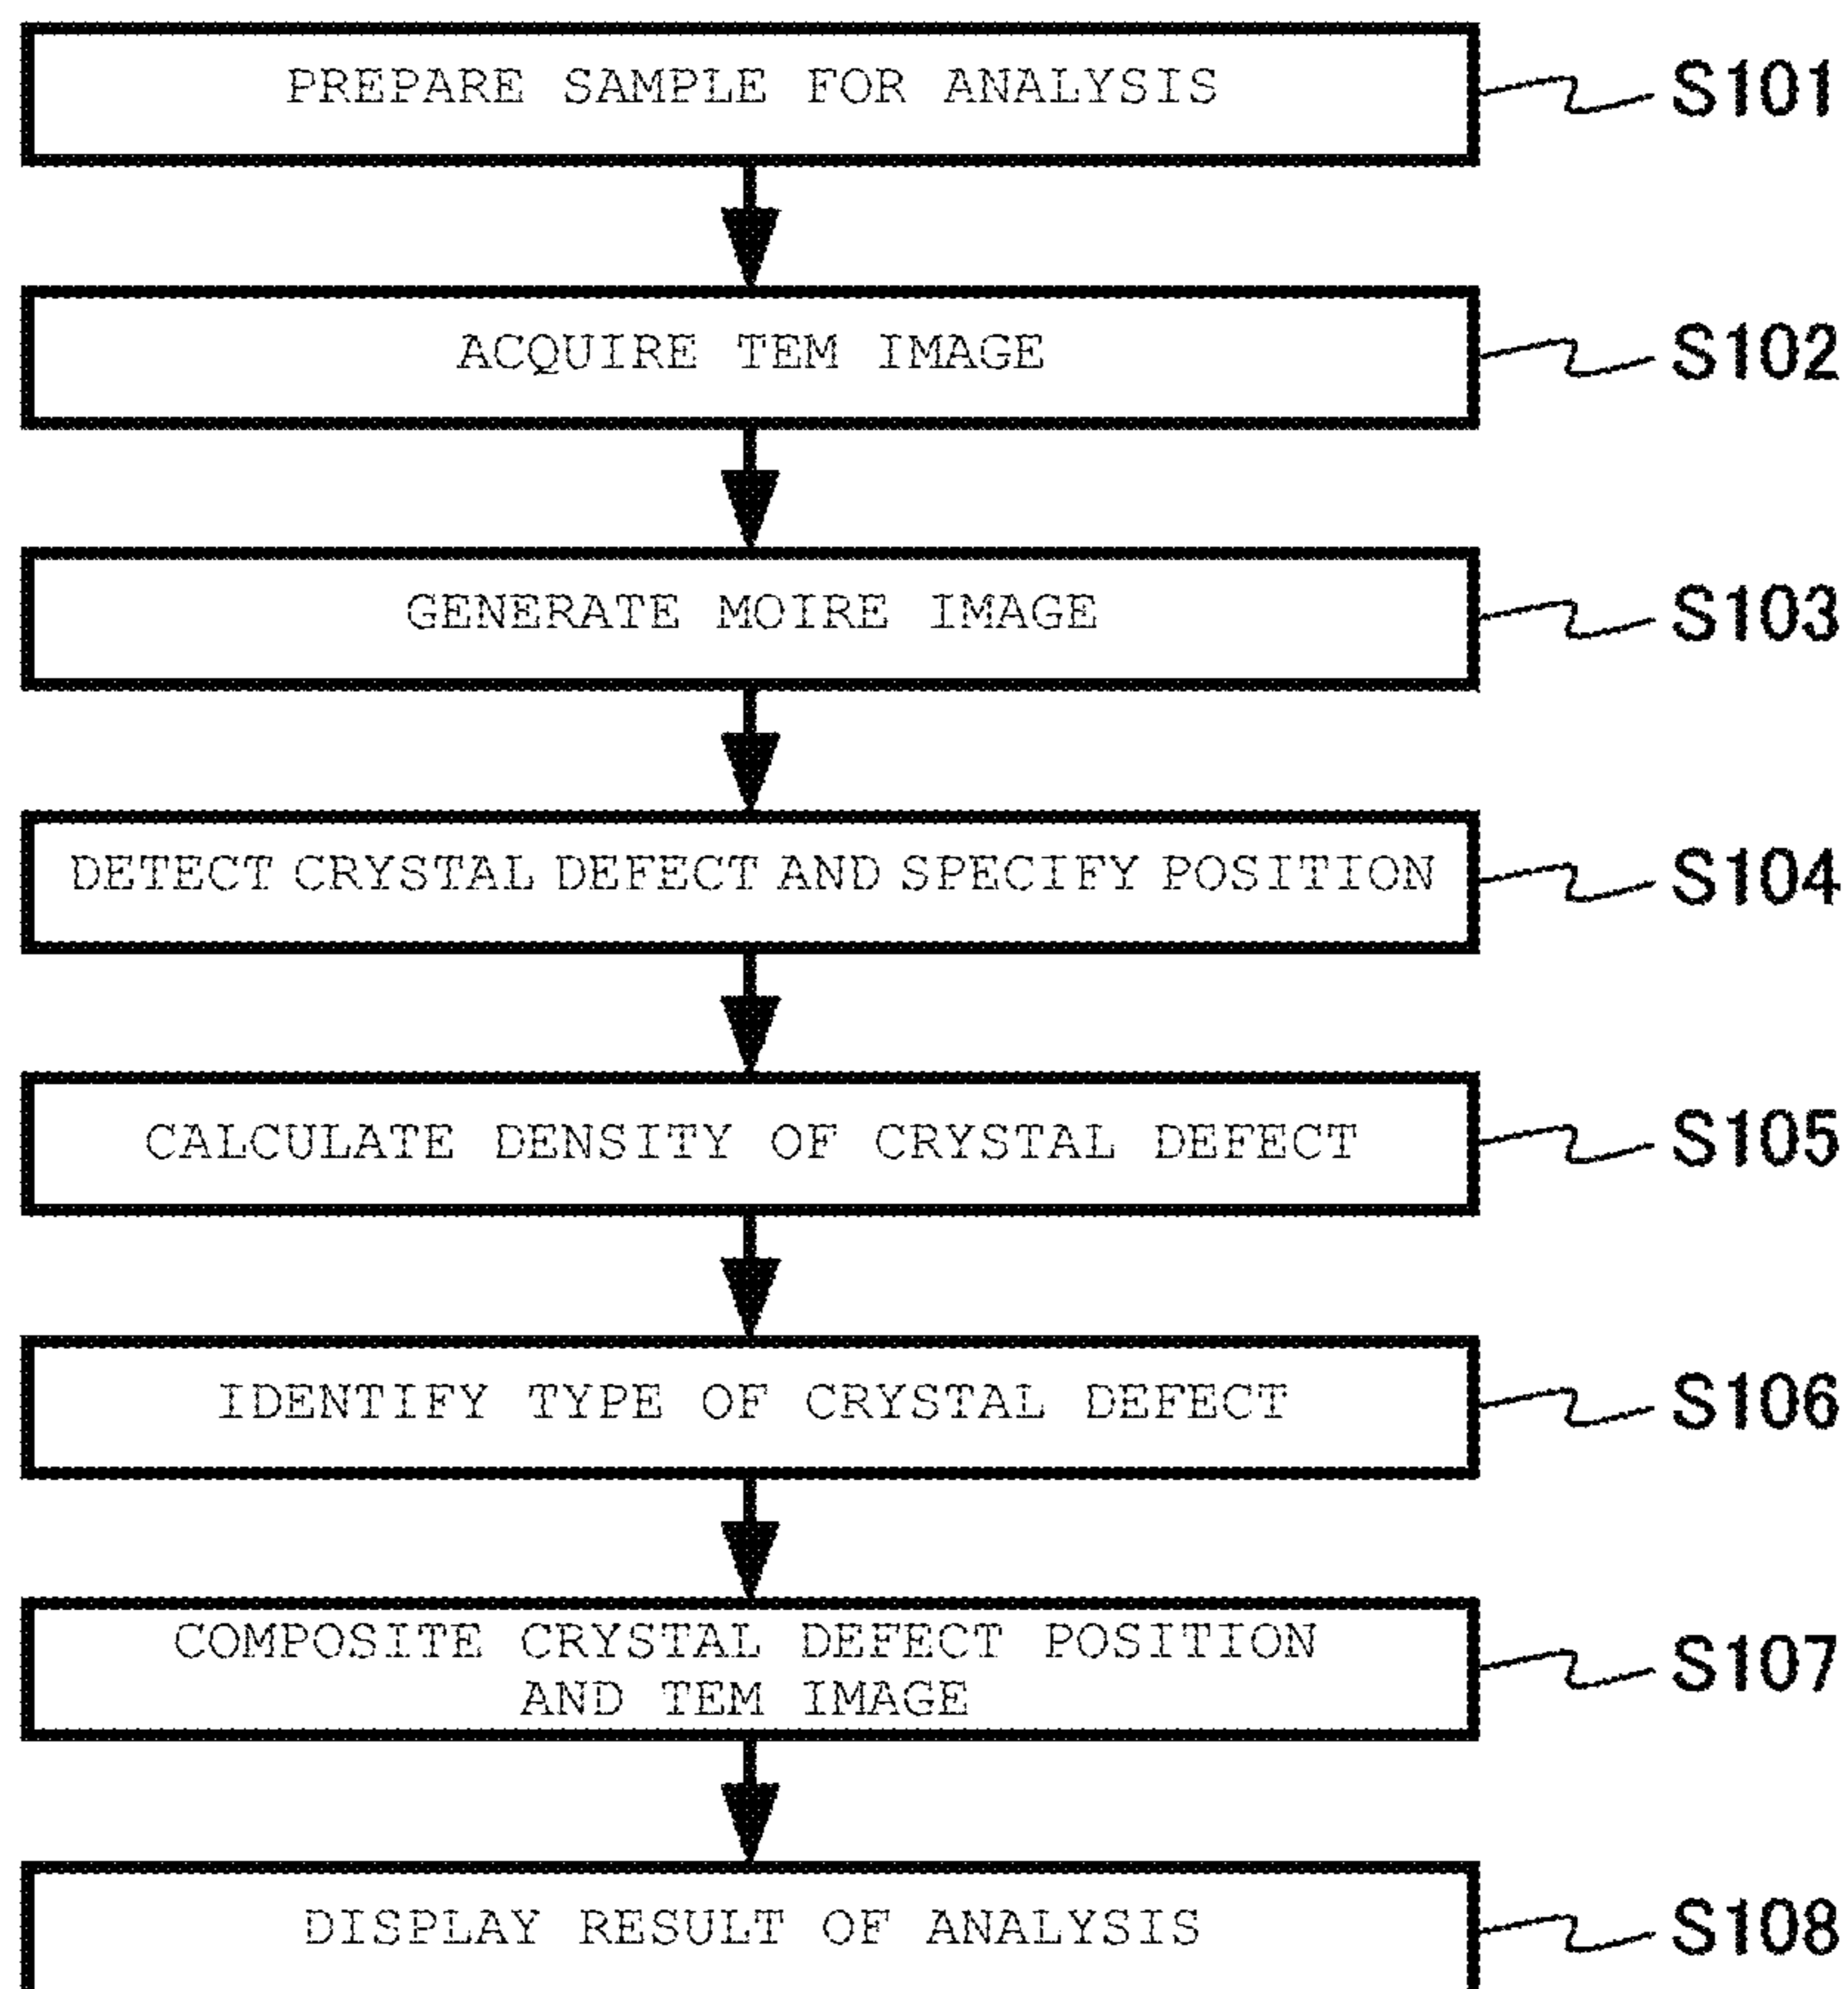 PREPARE SAMPLE FOR ANALYSIS S101
ACQUIRE TEM IMAGE S102
GENERATE MOIRE IMAGE S103
DETECT CRYSTAL DEFECT AND SPECIFY POSITION S104
CALCULATE DENSITY OF CRYSTAL DEFECT S105
IDENTIFY TYPE OF CRYSTAL DEFECT S106
COMPOSITE CRYSTAL DEFECT POSITION
AND TEM IMAGE S107
DISPLAY RESULT OF ANALYSIS S108